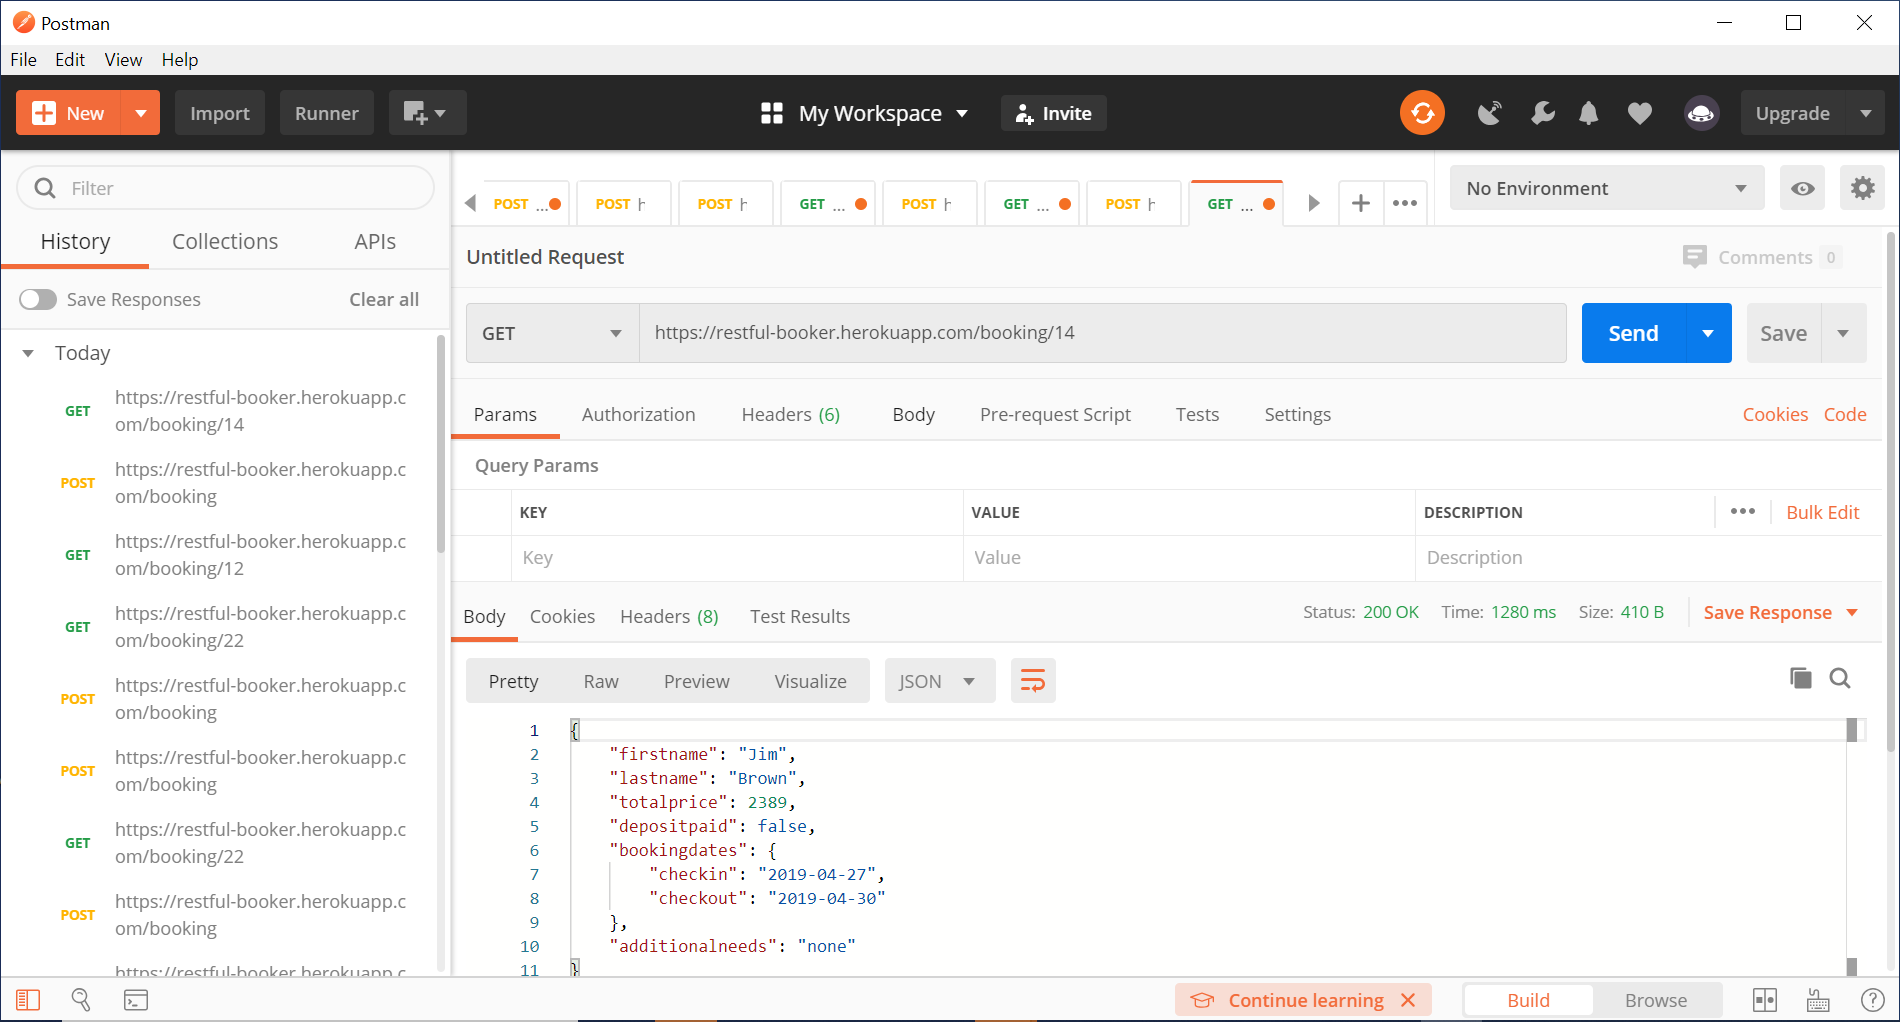 Postman
File Edit View Help
New Import Runner My Workspace Invite Upgrade
Filter
History Collections APIs
Save Responses Clear all
Today
GET https://restful-booker.herokuapp.c
om/booking/14
POST https://restful-booker.herokuapp.c
om/booking
GET https://restful-booker.herokuapp.c
om/booking/12
GET https://restful-booker.herokuapp.c
om/booking/22
POST https://restful-booker.herokuapp.c
om/booking
POST https://restful-booker.herokuapp.c
om/booking
GET https://restful-booker.herokuapp.c
om/booking/22
POST https://restful-booker.herokuapp.c
om/booking
https://restful-booker.herokuapp.c
POST ... POST h POST h GET ... POST h GET ... POST h GET ...
No Environment
Untitled Request
Comments 0
GET https://restful-booker.herokuapp.com/booking/14 Send Save
Params Authorization Headers (6) Body Pre-request Script Tests Settings Cookies Code
Query Params
KEY VALUE DESCRIPTION ••• Bulk Edit
Key Value Description
Body Cookies Headers (8) Test Results Status: 200 OK Time: 1280 ms Size: 410 B Save Response
Pretty Raw Preview Visualize JSON
1 {
2 "firstname": "Jim",
3 "lastname": "Brown",
4 "totalprice": 2389,
5 "depositpaid": false,
6 "bookingdates": {
7 "checkin": "2019-04-27",
8 "checkout": "2019-04-30"
9 },
10 "additionalneeds": "none"
11 }
Continue learning Build Browse